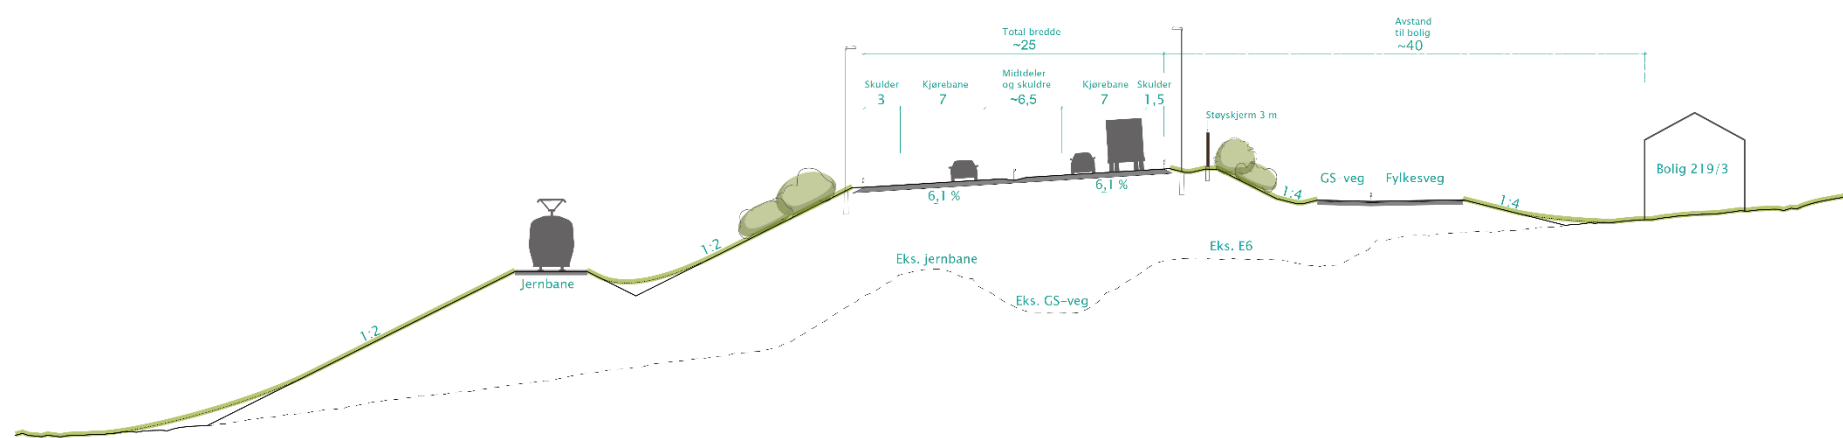 Total bredde
~25
Avstand
til bolig
~40
Skulder
3
Kjørebane
7
Midtdeler
og skuldre
~6,5
Kjørebane
7
Skulder
1,5
Støyskjerm 3 m
6,1 %
6,1 %
1:4
GS-veg
Fylkesveg
1:4
Bolig 219/3
1:2
Jernbane
1:2
Eks. jernbane
Eks. GS-veg
Eks. E6